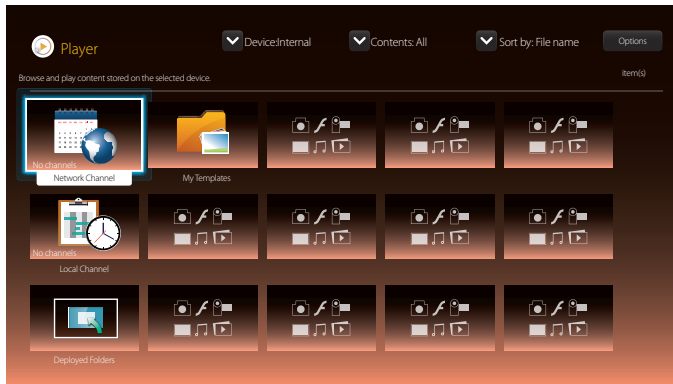 Player
Device:Internal
Contents: All
Sort by: File name
Options
Browse and play content stored on the selected device.
item(s)
No channels
Network Channel
My Templates
No channels
Local Channel
Deployed Folders